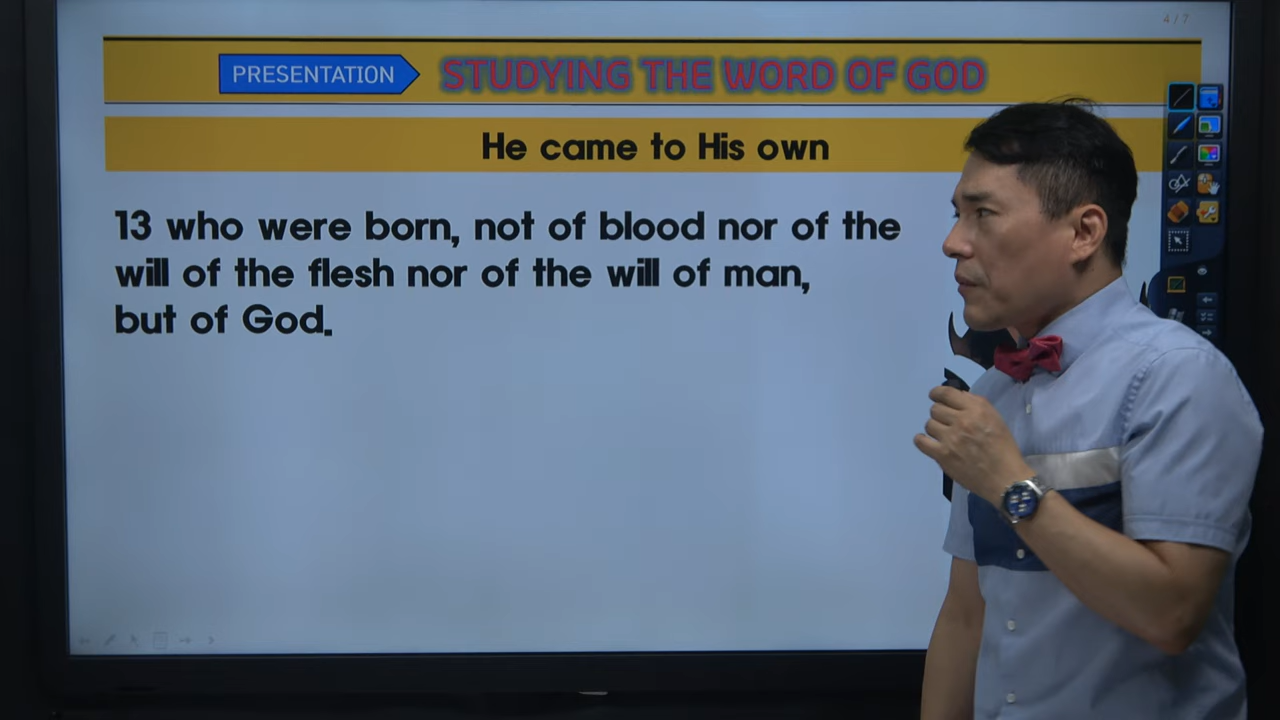 4 / 7
PRESENTATION
STUDYING THE WORD OF GOD
He came to His own
13 who were born, not of blood nor of the
will of the flesh nor of the will of man,
but of God.